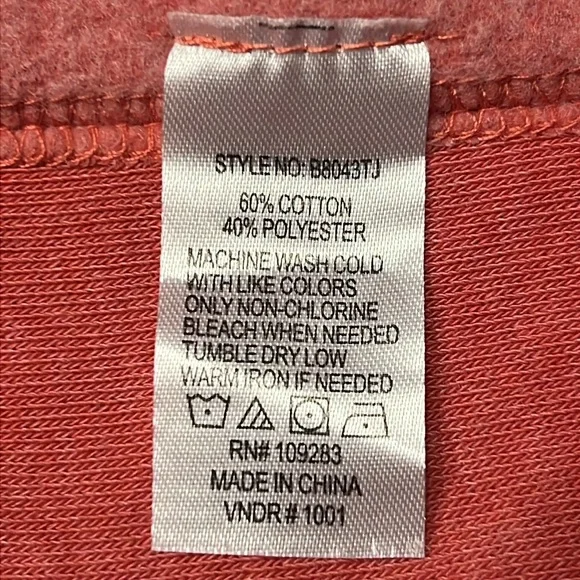 STYLE NO: B8043TJ
60% COTTON
40% POLYESTER
MACHINE WASH COLD
WITH LIKE COLORS
ONLY NON-CHLORINE
BLEACH WHEN NEEDED
TUMBLE DRY LOW
WARM IRON IF NEEDED
RN# 109283
MADE IN CHINA
VNDR # 1001